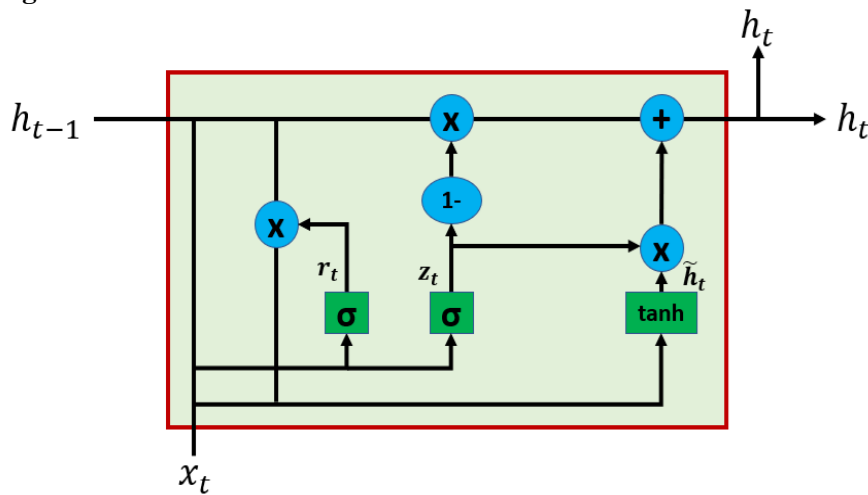 h_t
h_{t-1}
x
+
h_t
1-
x
x
r_t
z_t
h̃_t
σ
σ
tanh
x_t